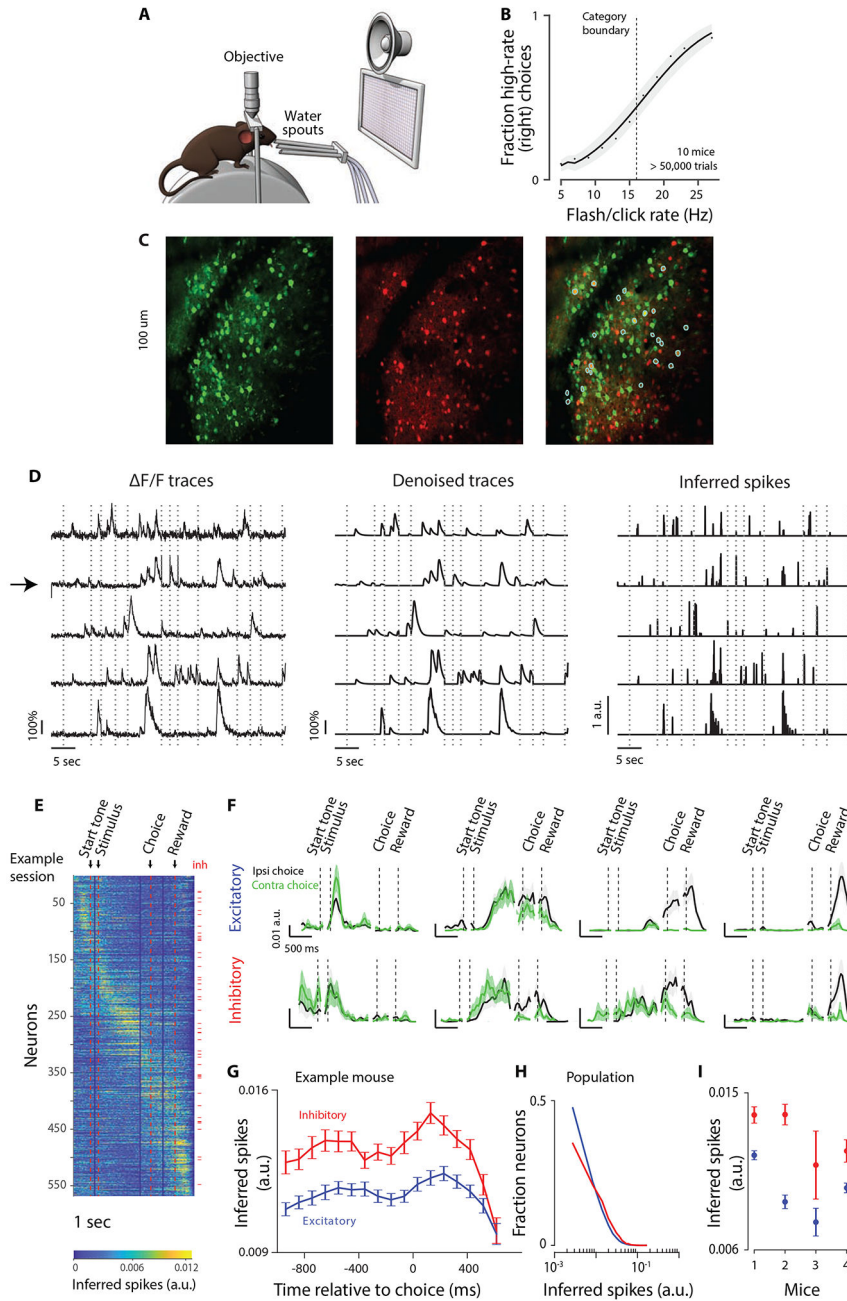 A
Objective
Water
spouts
B
Category
boundary
Fraction high-rate
(right) choices
1
0
10 mice
> 50,000 trials
5 10 15 20 25
Flash/click rate (Hz)
C
100 um
D
ΔF/F traces
Denoised traces
Inferred spikes
100%
5 sec
100%
5 sec
1 a.u.
5 sec
E
Start tone
Stimulus
Choice
Reward
Example
session
inh
50
150
250
350
450
550
Neurons
1 sec
0 0.006 0.012
Inferred spikes (a.u.)
F
Start tone
Stimulus
Choice
Reward
Start tone
Stimulus
Choice
Reward
Start tone
Stimulus
Choice
Reward
Start tone
Stimulus
Choice
Reward
Excitatory
Ipsi choice
Contra choice
0.01 a.u.
500 ms
Inhibitory
G
Example mouse
0.016
0.009
Inferred spikes
(a.u.)
Inhibitory
Excitatory
-800 -400 0 400
Time relative to choice (ms)
H
Population
0.5
0
Fraction neurons
10-3 10-1
Inferred spikes (a.u.)
I
0.015
0.006
Inferred spikes
(a.u.)
1 2 3 4
Mice